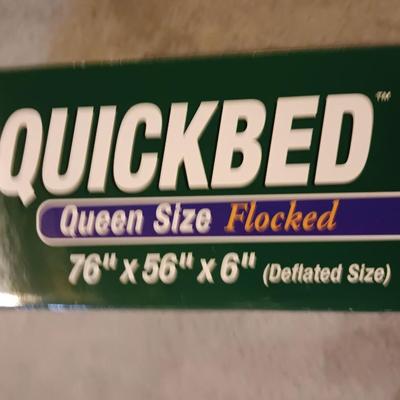 QUICKBED™
Queen Size Flocked
76" x 56" x 6" (Deflated Size)